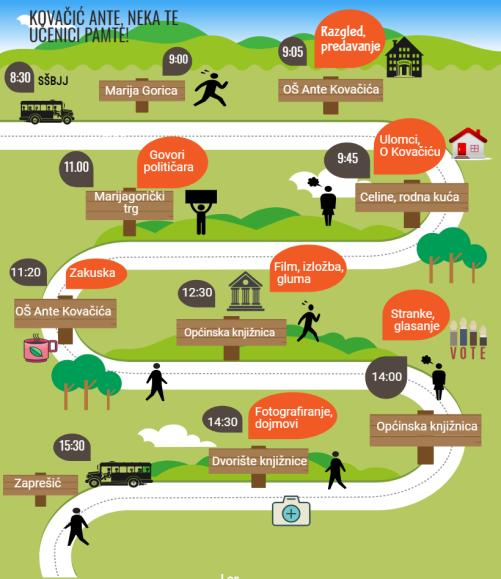 KOVAČIĆ ANTE, NEKA TE
UČENICI PAMTE!
8:30 SŠBJJ
9:00
Marija Gorica
9:05
Razgled,
predavanje
OŠ Ante Kovačića
9:45
Ulomci,
O Kovačiću
Celine, rodna kuća
11.00
Govori
političara
Marijagorički
trg
11:20
Zakuska
OŠ Ante Kovačića
12:30
Film, izložba,
gluma
Općinska knjižnica
Stranke,
glasanje
VOTE
14:00
Općinska knjižnica
14:30
Fotografiranje,
dojmovi
Dvorište knjižnice
15:30
Zaprešić